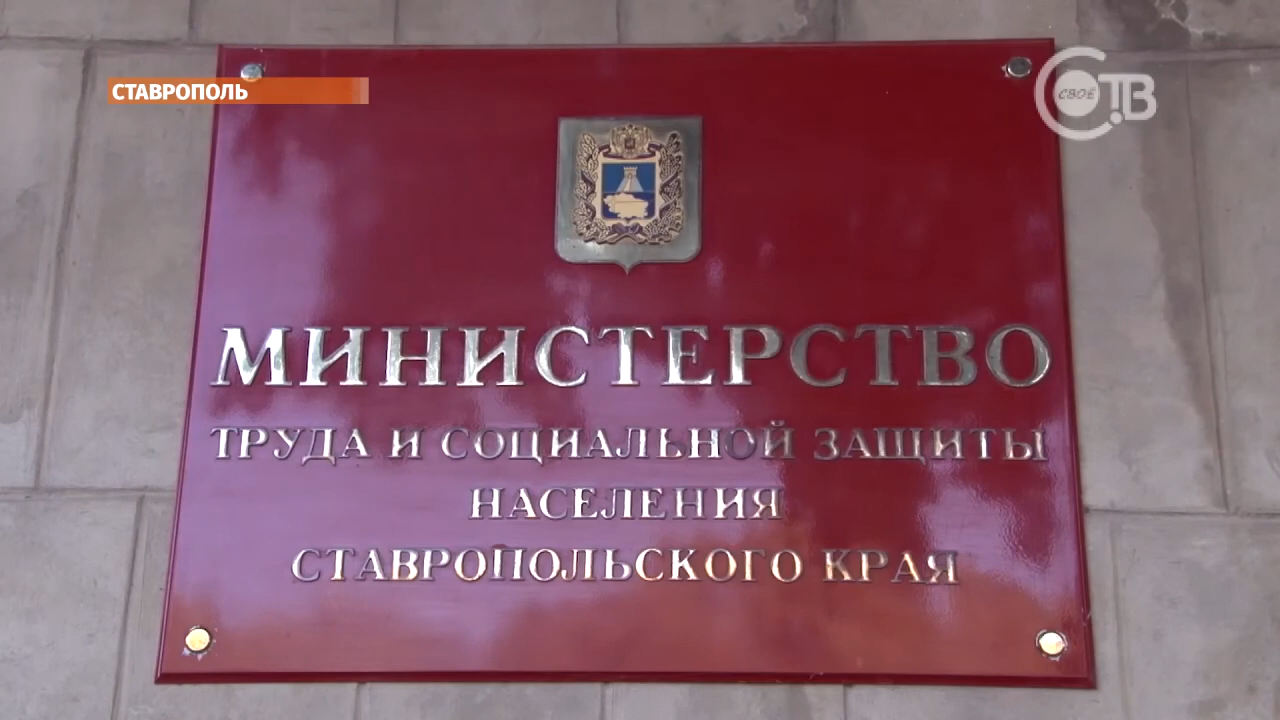 СТАВРОПОЛЬ
СВОЁ
ТВ
МИНИСТЕРСТВО
ТРУДА И СОЦИАЛЬНОЙ ЗАЩИТЫ
НАСЕЛЕНИЯ
СТАВРОПОЛЬСКОГО КРАЯ